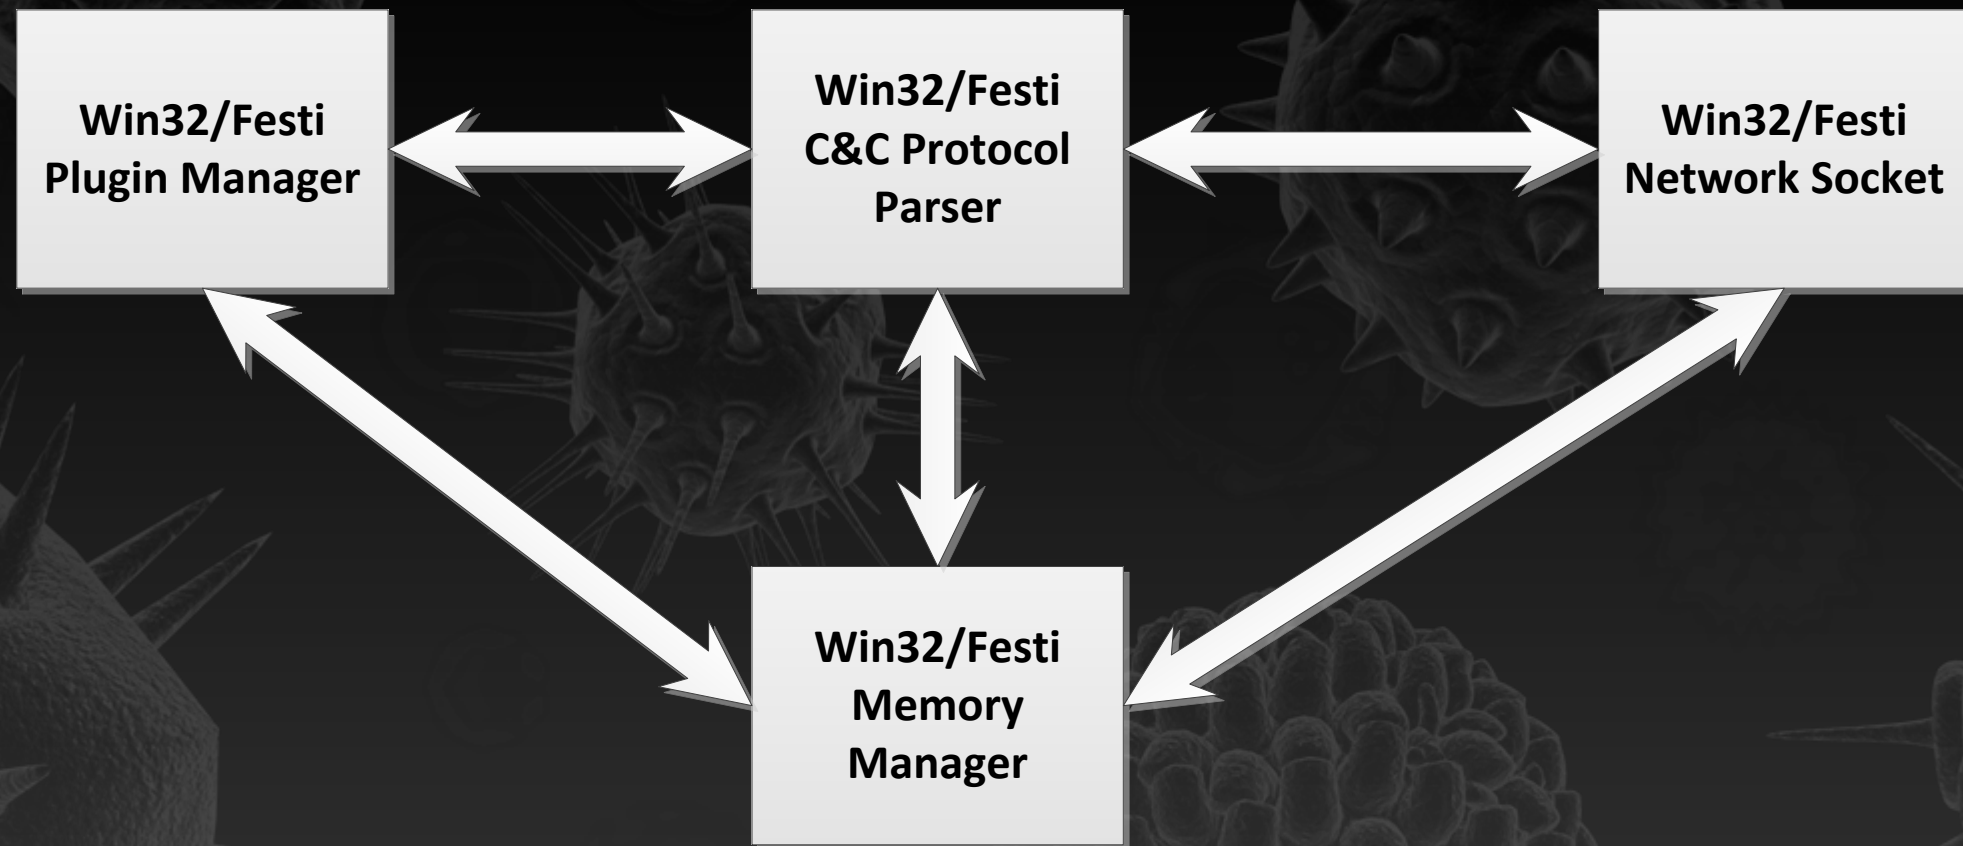 Win32/Festi
Plugin Manager
Win32/Festi
C&C Protocol
Parser
Win32/Festi
Network Socket
Win32/Festi
Memory
Manager